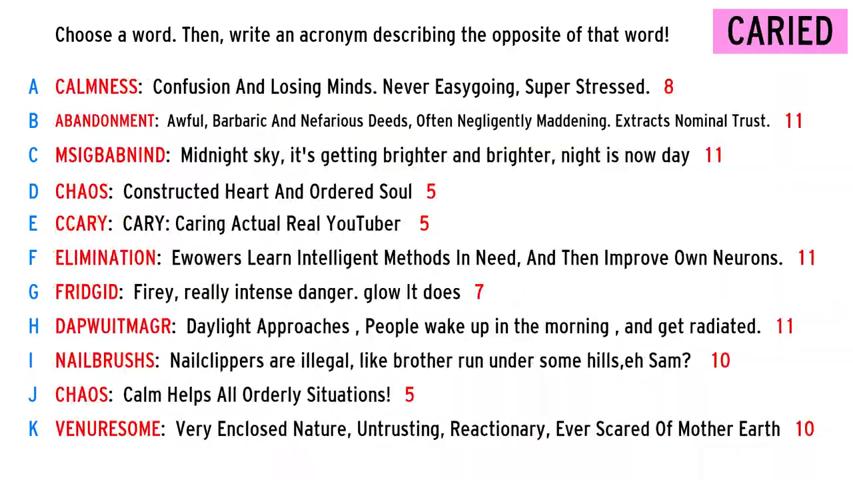 Choose a word. Then, write an acronym describing the opposite of that word!
CARIED
A CALMNESS: Confusion And Losing Minds. Never Easygoing, Super Stressed. 8
B ABANDONMENT: Awful, Barbaric And Nefarious Deeds, Often Negligently Maddening. Extracts Nominal Trust. 11
C MSIGBABNIND: Midnight sky, it's getting brighter and brighter, night is now day 11
D CHAOS: Constructed Heart And Ordered Soul 5
E CCARY: CARY: Caring Actual Real YouTuber 5
F ELIMINATION: Ewowers Learn Intelligent Methods In Need, And Then Improve Own Neurons. 11
G FRIDGID: Firey, really intense danger. glow It does 7
H DAPWUITMAGR: Daylight Approaches , People wake up in the morning , and get radiated. 11
I NAILBRUSHS: Nailclippers are illegal, like brother run under some hills,eh Sam? 10
J CHAOS: Calm Helps All Orderly Situations! 5
K VENURESOME: Very Enclosed Nature, Untrusting, Reactionary, Ever Scared Of Mother Earth 10